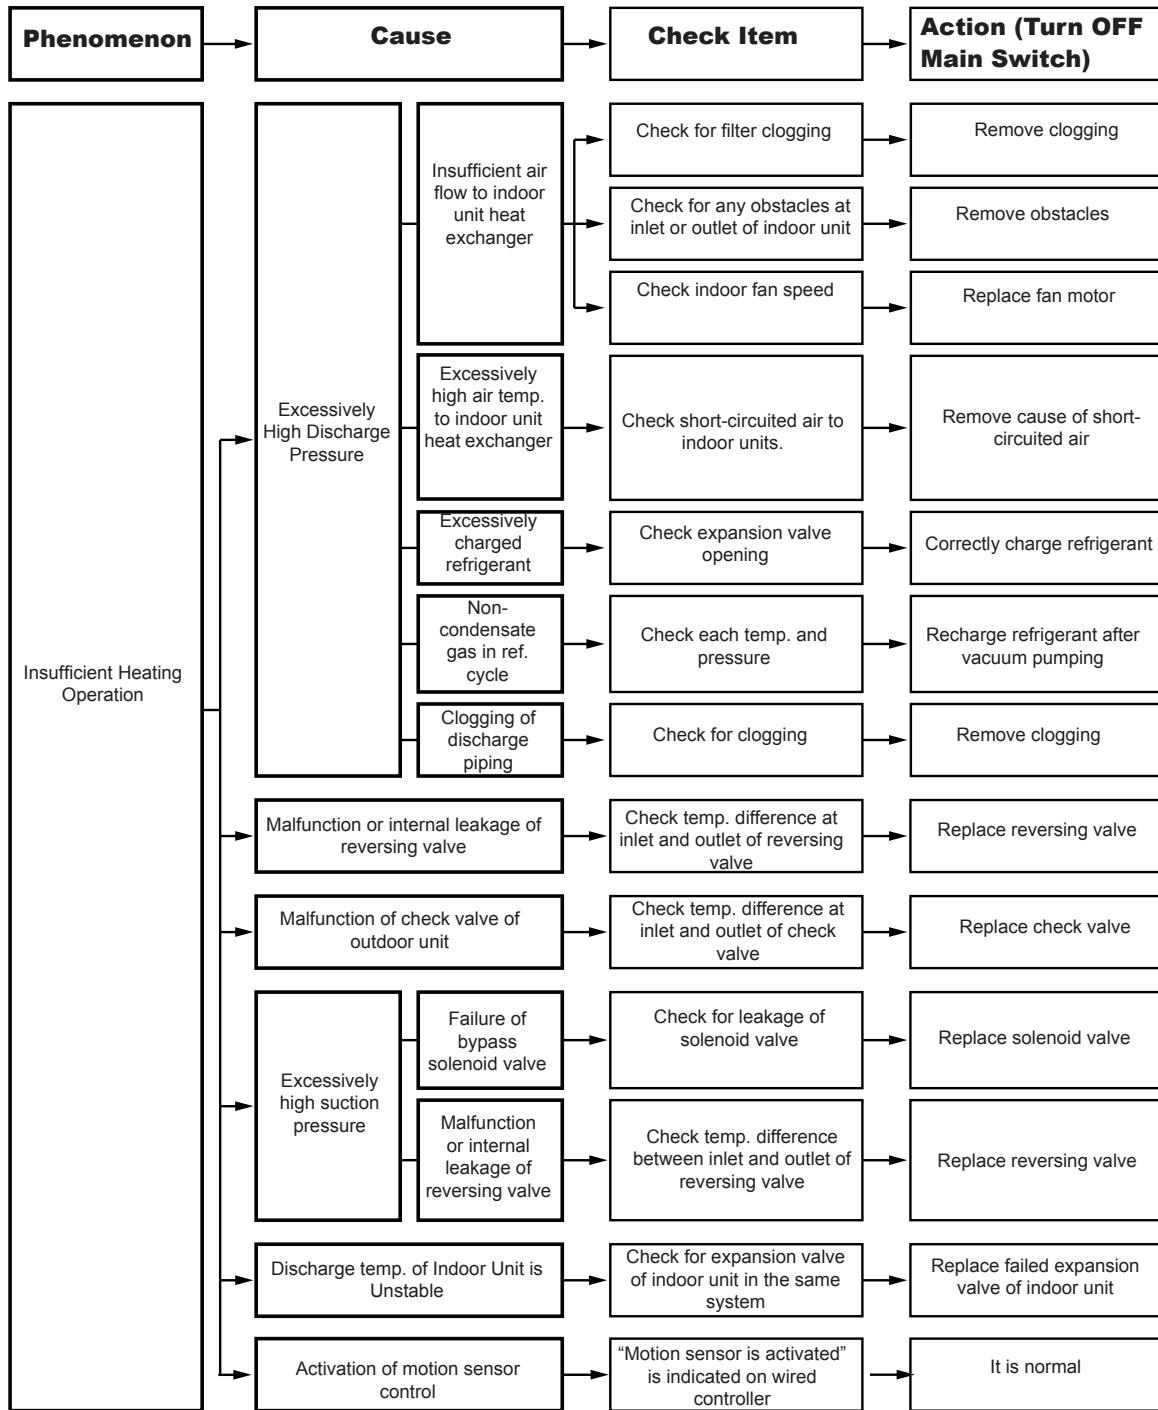 Phenomenon
Cause
Check Item
Action (Turn OFF
Main Switch)
Insufficient Heating
Operation
Excessively
High Discharge
Pressure
Insufficient air
flow to indoor
unit heat
exchanger
Check for filter clogging
Remove clogging
Check for any obstacles at
inlet or outlet of indoor unit
Remove obstacles
Check indoor fan speed
Replace fan motor
Excessively
high air temp.
to indoor unit
heat exchanger
Check short-circuited air to
indoor units.
Remove cause of short-
circuited air
Excessively
charged
refrigerant
Check expansion valve
opening
Correctly charge refrigerant
Non-
condensate
gas in ref.
cycle
Check each temp. and
pressure
Recharge refrigerant after
vacuum pumping
Clogging of
discharge
piping
Check for clogging
Remove clogging
Malfunction or internal leakage of
reversing valve
Check temp. difference at
inlet and outlet of reversing
valve
Replace reversing valve
Malfunction of check valve of
outdoor unit
Check temp. difference at
inlet and outlet of check
valve
Replace check valve
Excessively
high suction
pressure
Failure of
bypass
solenoid valve
Check for leakage of
solenoid valve
Replace solenoid valve
Malfunction
or internal
leakage of
reversing valve
Check temp. difference
between inlet and outlet of
reversing valve
Replace reversing valve
Discharge temp. of Indoor Unit is
Unstable
Check for expansion valve
of indoor unit in the same
system
Replace failed expansion
valve of indoor unit
Activation of motion sensor
control
“Motion sensor is activated”
is indicated on wired
controller
It is normal